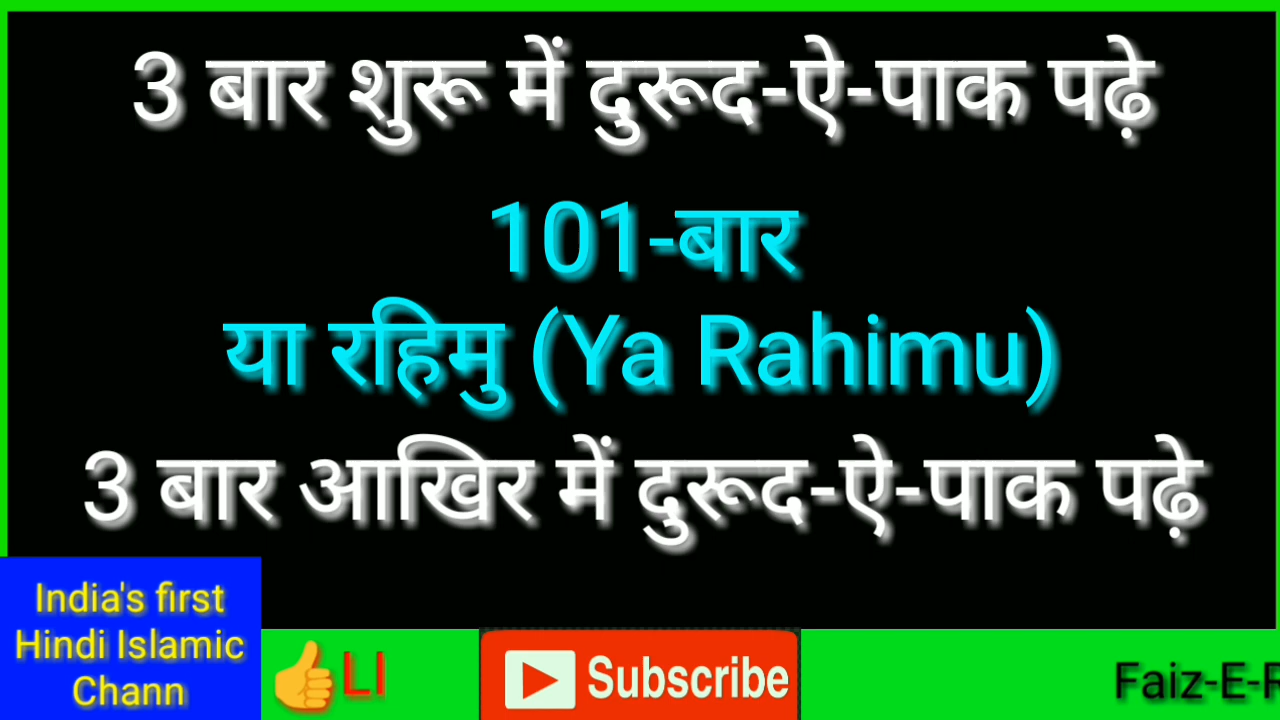 3 बार शुरू में दुरूद-ऐ-पाक पढ़े
101-बार
या रहिमु (Ya Rahimu)
3 बार आखिर में दुरूद-ऐ-पाक पढ़े
India's first
Hindi Islamic
Chann
LI
Subscribe
Faiz-E-